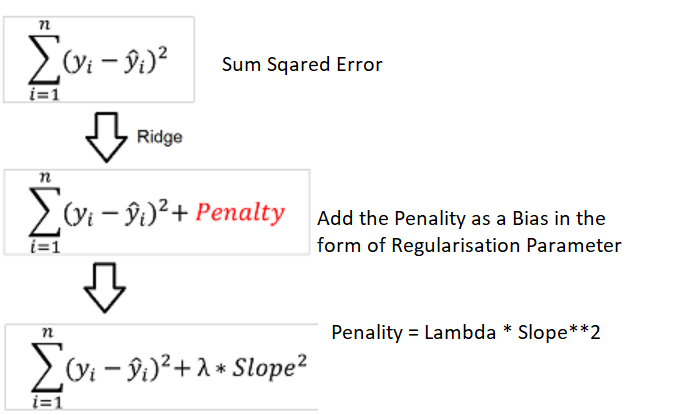 n
∑(yᵢ − ŷᵢ)²
i=1
Sum Sqared Error
Ridge
n
∑(yᵢ − ŷᵢ)² + Penalty
i=1
Add the Penality as a Bias in the
form of Regularisation Parameter
Penality = Lambda * Slope**2
n
∑(yᵢ − ŷᵢ)² + λ * Slope²
i=1